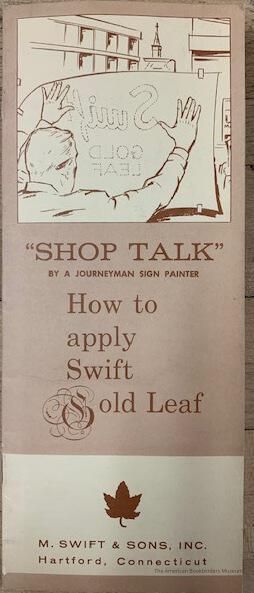 Swift
GOLD
LEAF
"SHOP TALK"
BY A JOURNEYMAN SIGN PAINTER
How to
apply
Swift
Gold Leaf
M. SWIFT & SONS, INC.
Hartford, Connecticut
The American Bookbinders Museum